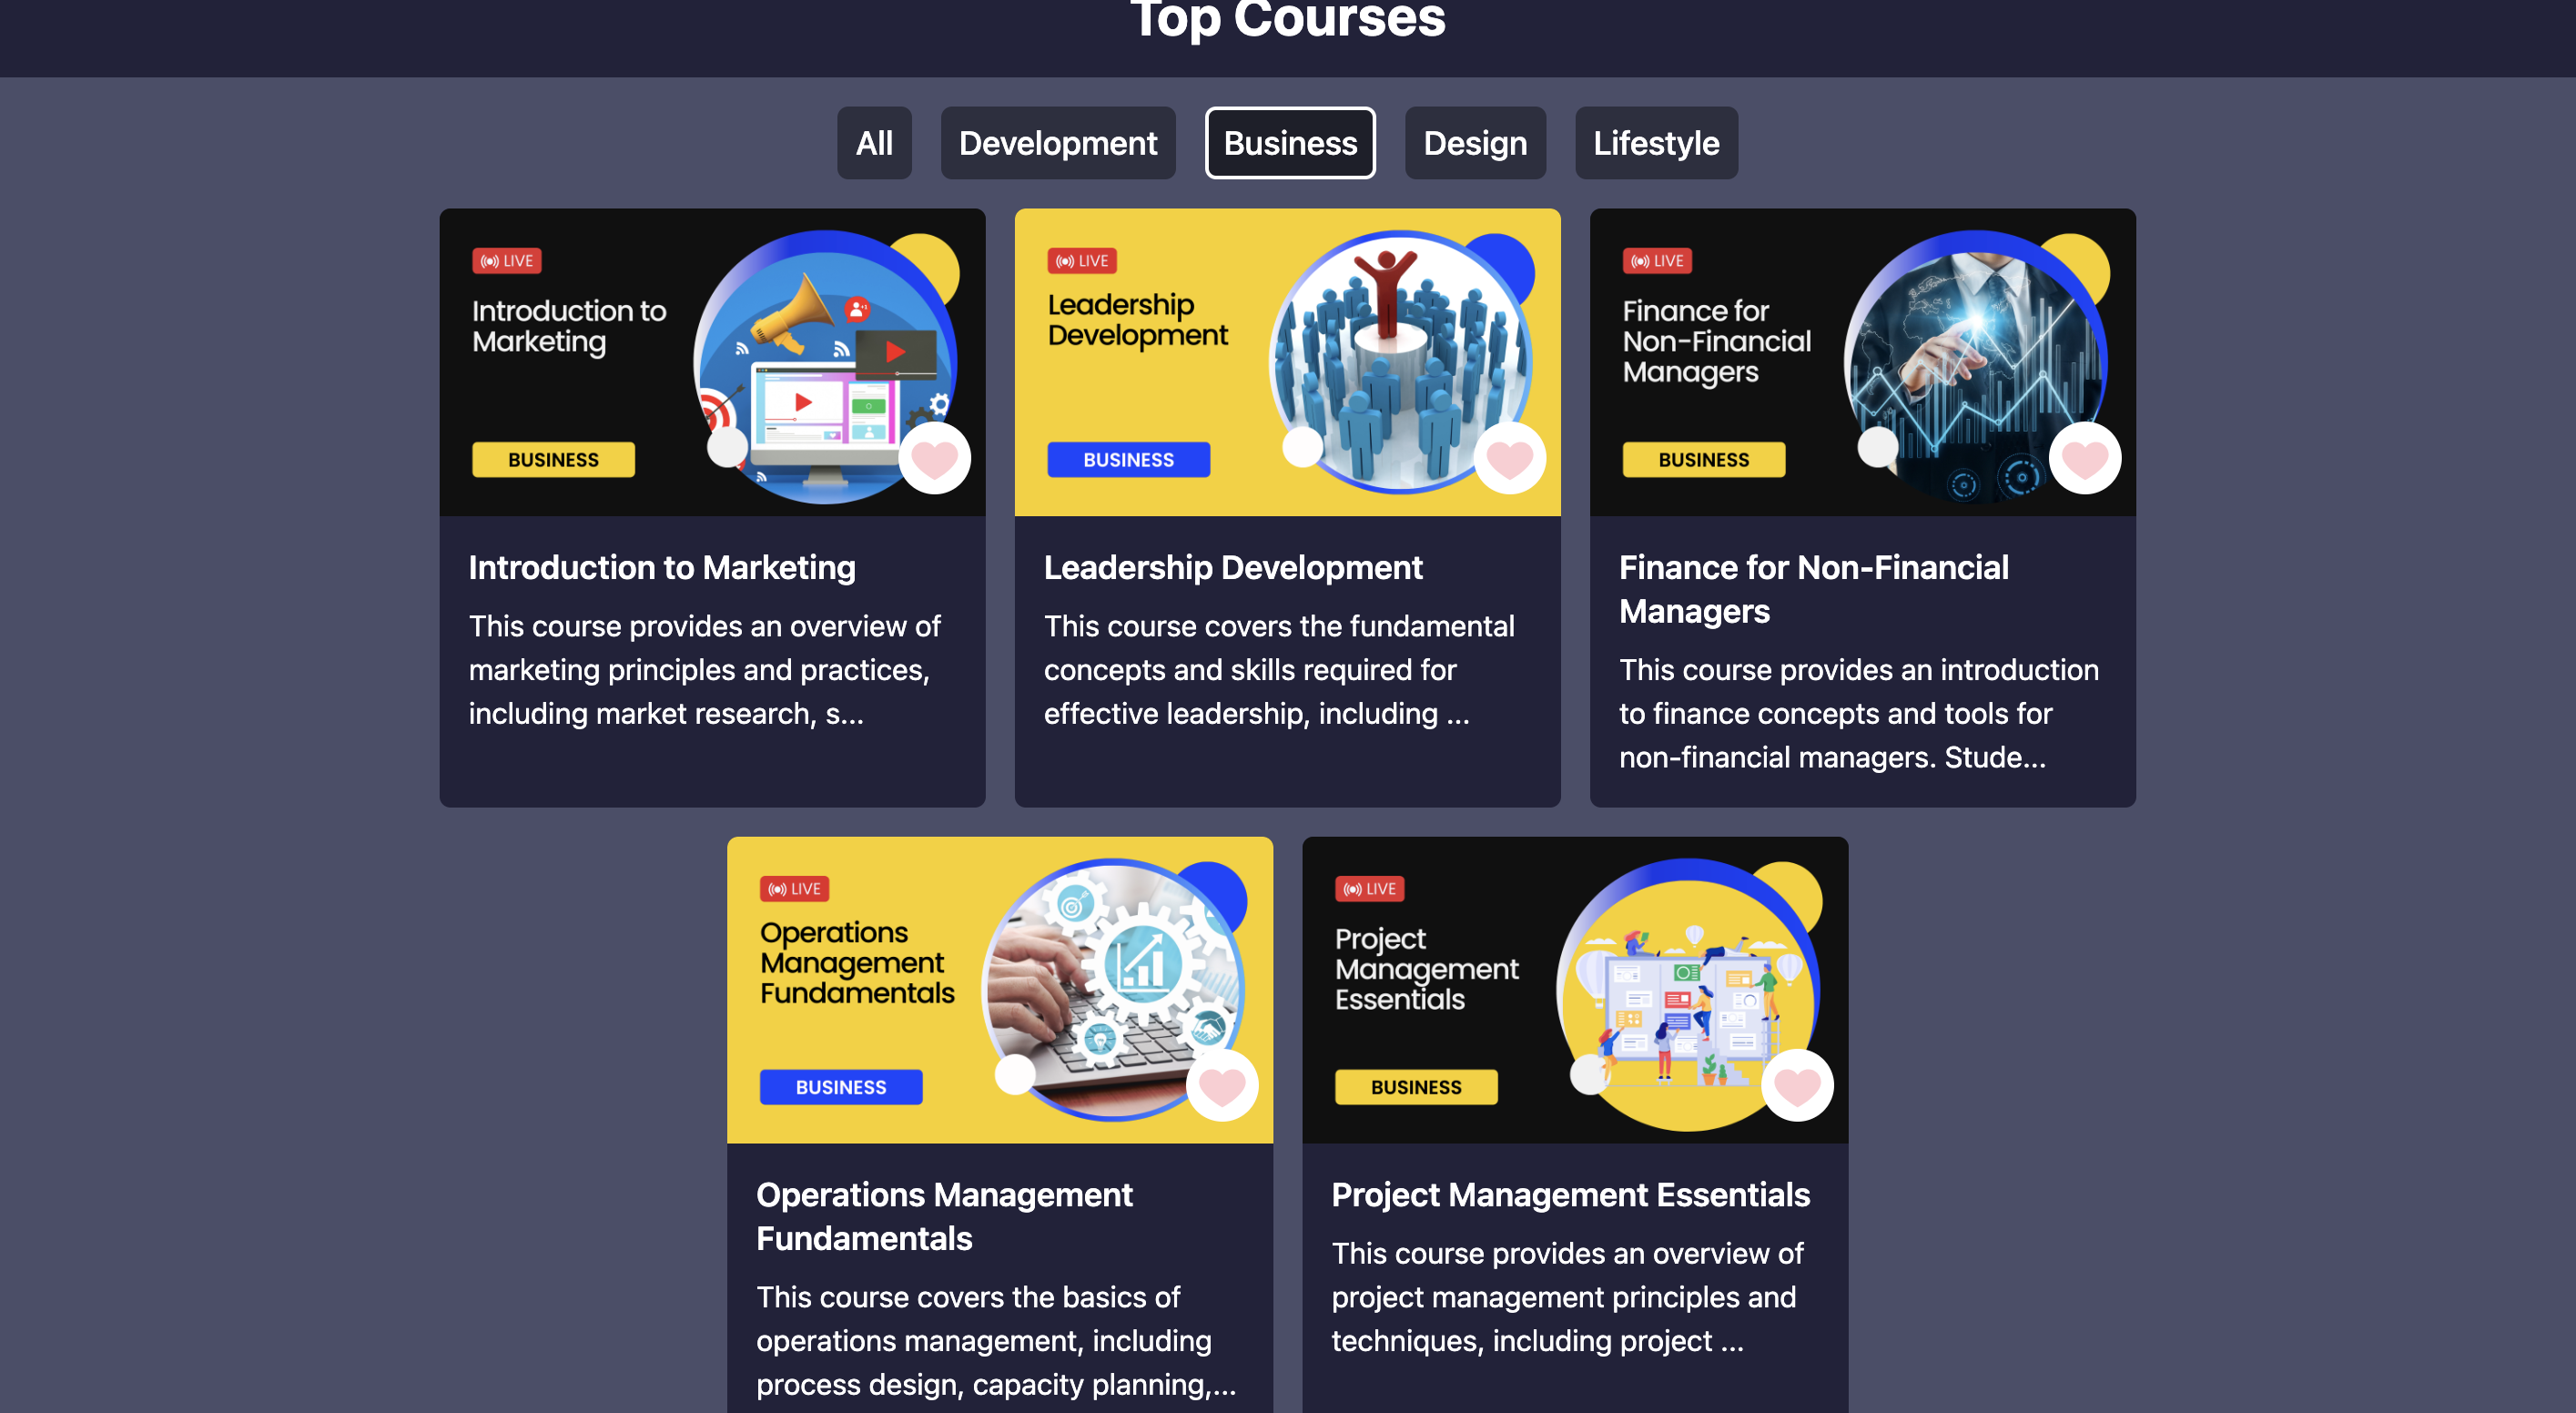 Top Courses
All Development Business Design Lifestyle
LIVE
Introduction to
Marketing
BUSINESS
Introduction to Marketing
This course provides an overview of
marketing principles and practices,
including market research, s...
LIVE
Leadership
Development
BUSINESS
Leadership Development
This course covers the fundamental
concepts and skills required for
effective leadership, including ...
LIVE
Finance for
Non-Financial
Managers
BUSINESS
Finance for Non-Financial
Managers
This course provides an introduction
to finance concepts and tools for
non-financial managers. Stude...
LIVE
Operations
Management
Fundamentals
BUSINESS
Operations Management
Fundamentals
This course covers the basics of
operations management, including
process design, capacity planning,...
LIVE
Project
Management
Essentials
BUSINESS
Project Management Essentials
This course provides an overview of
project management principles and
techniques, including project ...